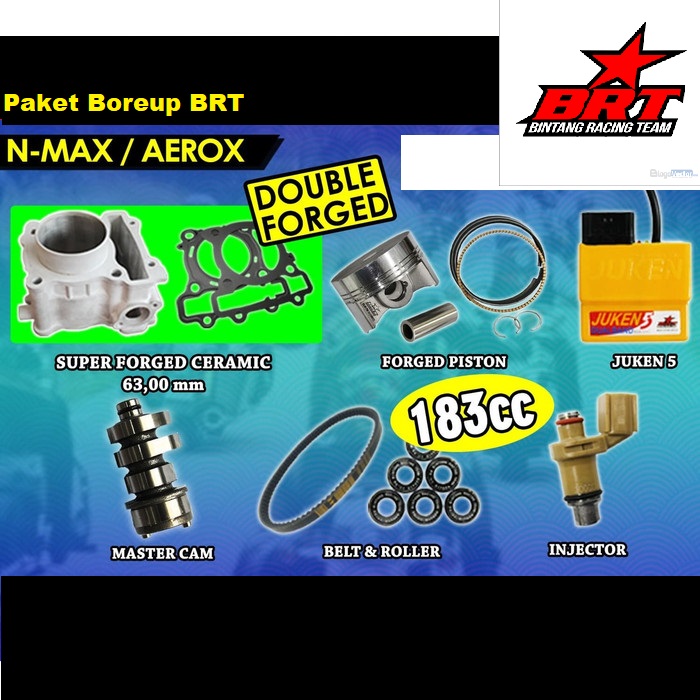 BRT
BINTANG RACING TEAM
Paket Boreup BRT
N-MAX / AEROX
DOUBLE
FORGED
JUKEN
JUKEN 5
SUPER FORGED CERAMIC
63,00 mm
FORGED PISTON
JUKEN 5
183cc
MASTER CAM
BELT & ROLLER
INJECTOR